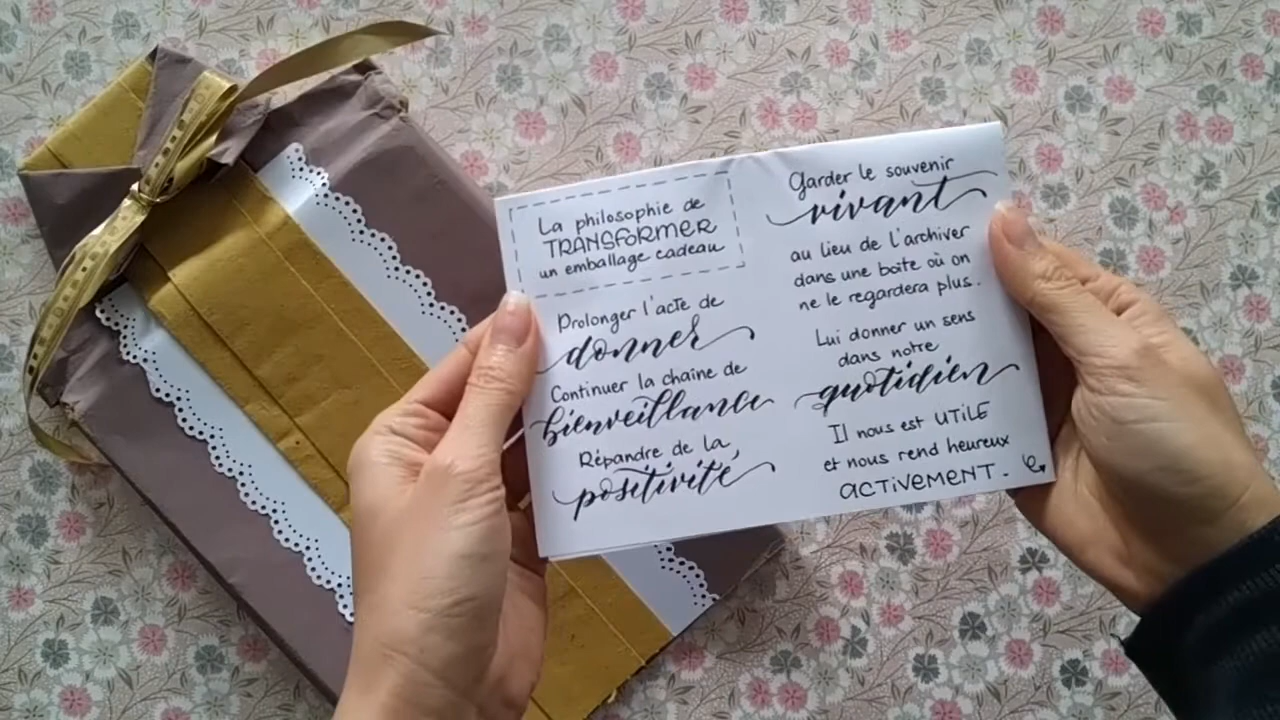 La philosophie de
TRANSFORMER
un emballage cadeau
Prolonger l'acte de
donner
Continuer la chaîne de
bienveillance
Répandre de la
positivité
Garder le souvenir
vivant
au lieu de l'archiver
dans une boîte où on
ne le regardera plus.
Lui donner un sens
dans notre
quotidien
Il nous est UTILE
et nous rend heureux
ACTIVEMENT.